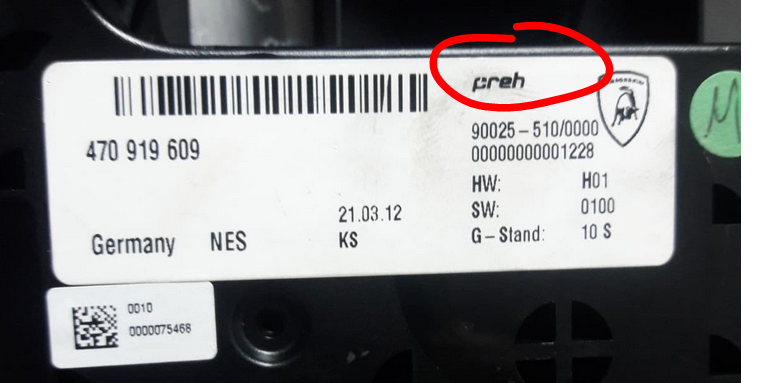 preh
470 919 609
90025-510/0000
00000000001228
HW: H01
21.03.12
SW: 0100
Germany NES KS
G-Stand: 10 S
0010
0000075468
M